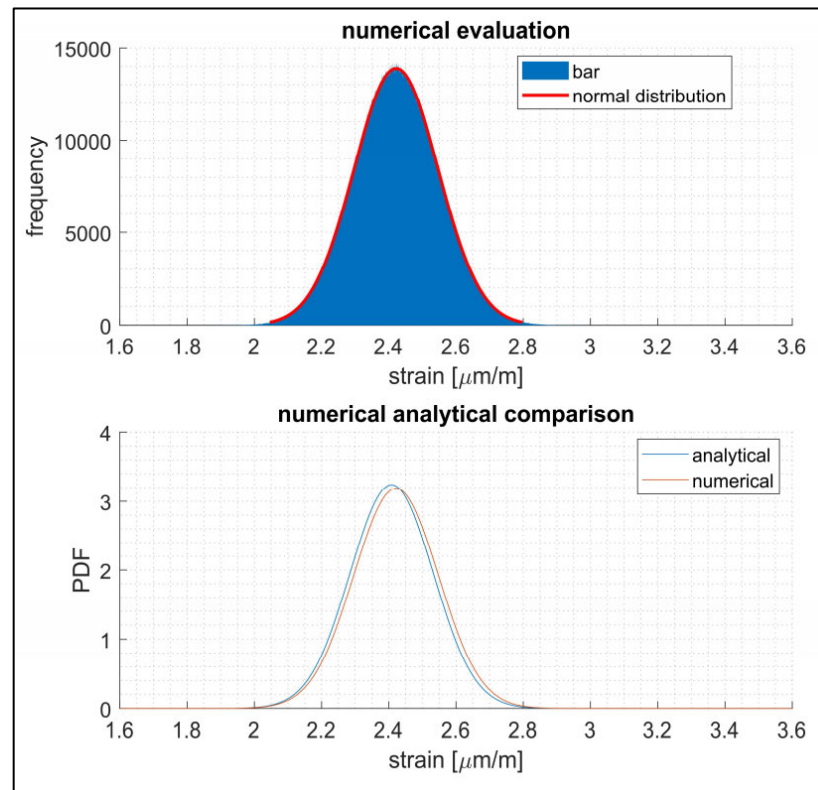 numerical evaluation
15000
10000
5000
0
frequency
bar
normal distribution
1.6 1.8 2 2.2 2.4 2.6 2.8 3 3.2 3.4 3.6
strain [μm/m]
numerical analytical comparison
4
3
2
1
0
PDF
analytical
numerical
1.6 1.8 2 2.2 2.4 2.6 2.8 3 3.2 3.4 3.6
strain [μm/m]